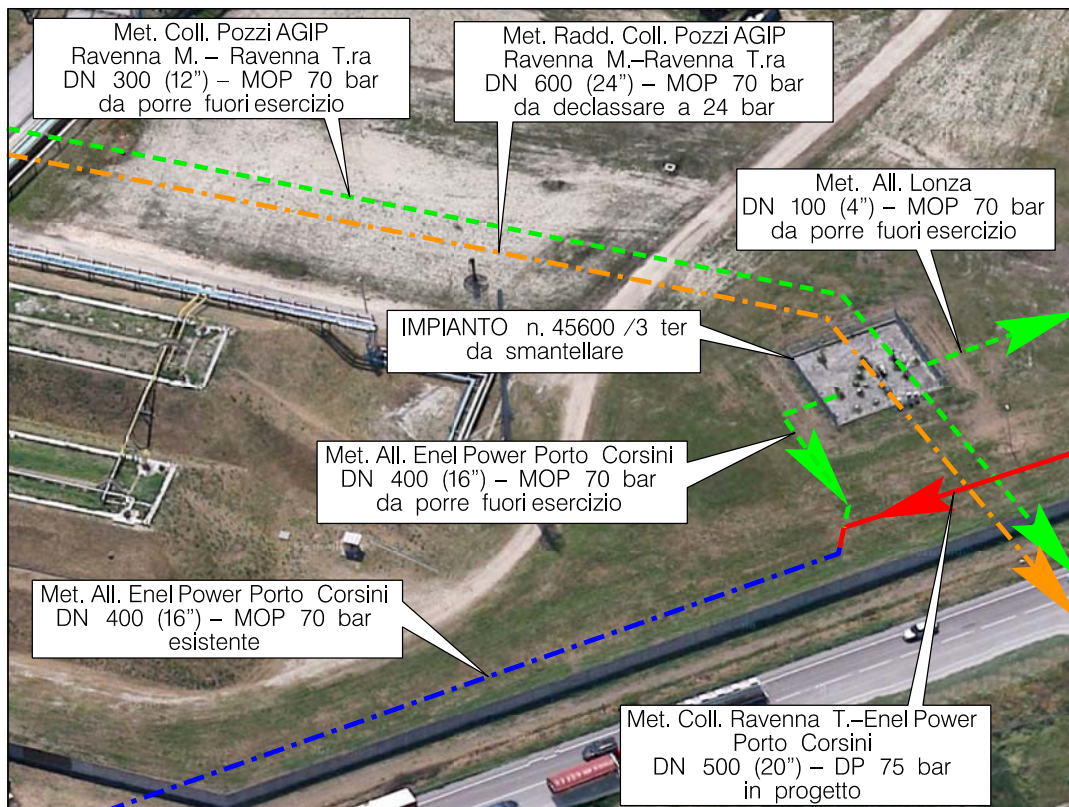 Met. Coll. Pozzi AGIP
Ravenna M. – Ravenna T.ra
DN 300 (12") – MOP 70 bar
da porre fuori esercizio
Met. Radd. Coll. Pozzi AGIP
Ravenna M.–Ravenna T.ra
DN 600 (24") – MOP 70 bar
da declassare a 24 bar
Met. All. Lonza
DN 100 (4") – MOP 70 bar
da porre fuori esercizio
IMPIANTO n. 45600 /3 ter
da smantellare
Met. All. Enel Power Porto Corsini
DN 400 (16") – MOP 70 bar
da porre fuori esercizio
Met. All. Enel Power Porto Corsini
DN 400 (16") – MOP 70 bar
esistente
Met. Coll. Ravenna T.–Enel Power
Porto Corsini
DN 500 (20") – DP 75 bar
in progetto